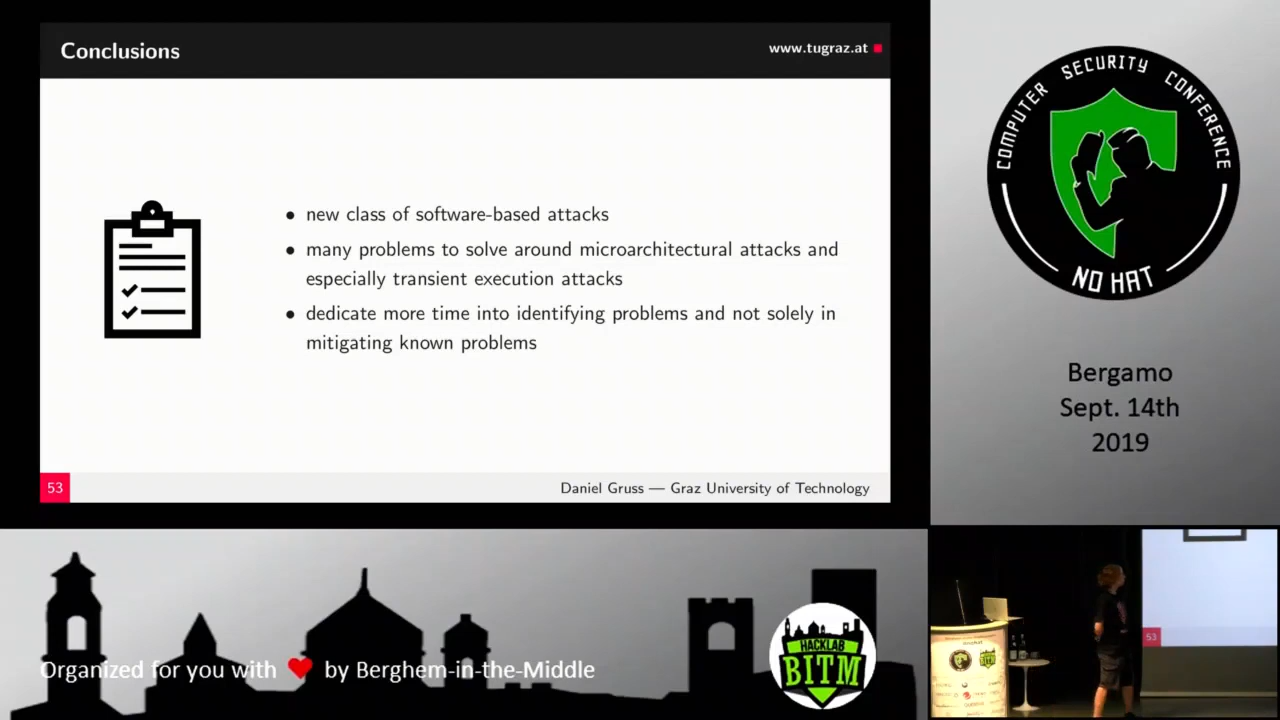 Conclusions
www.tugraz.at
• new class of software-based attacks
• many problems to solve around microarchitectural attacks and
especially transient execution attacks
• dedicate more time into identifying problems and not solely in
mitigating known problems
53
Daniel Gruss — Graz University of Technology
COMPUTER SECURITY CONFERENCE
NO HAT
Bergamo
Sept. 14th
2019
Organized for you with ❤ by Berghem-in-the-Middle
HACKLAB
BITM
53